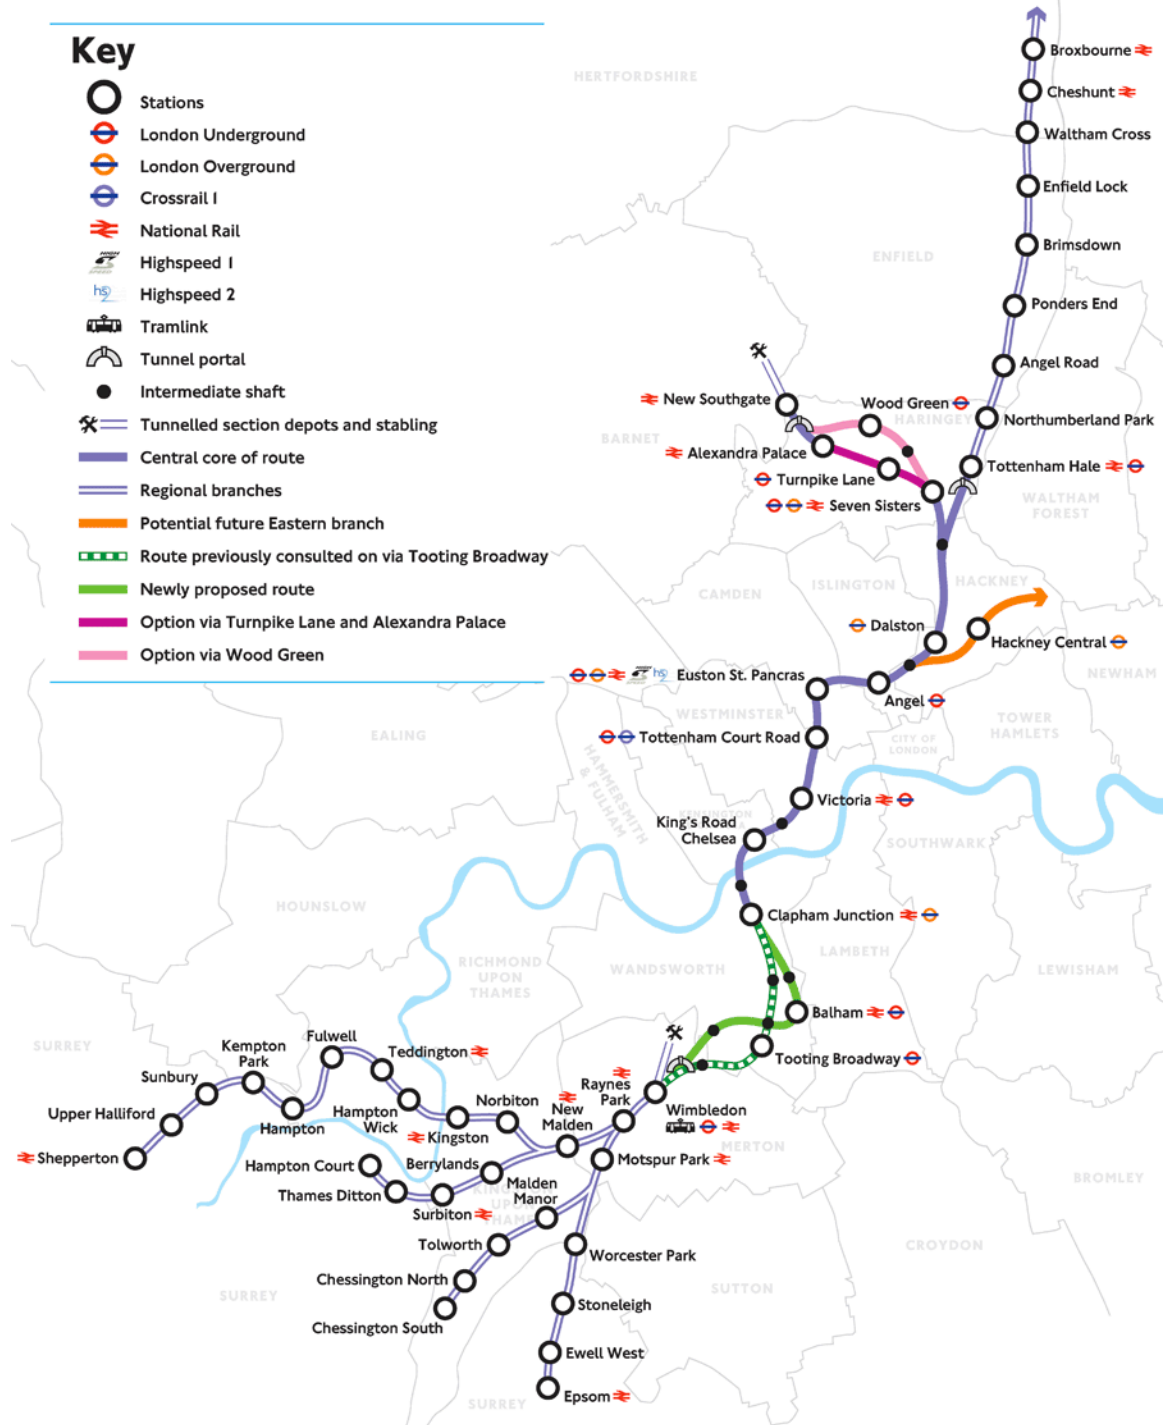 Key
Stations
London Underground
London Overground
Crossrail 1
National Rail
Highspeed 1
hs2
Highspeed 2
Tramlink
Tunnel portal
Intermediate shaft
Tunnelled section depots and stabling
Central core of route
Regional branches
Potential future Eastern branch
Route previously consulted on via Tooting Broadway
Newly proposed route
Option via Turnpike Lane and Alexandra Palace
Option via Wood Green
HERTFORDSHIRE
Broxbourne
Cheshunt
Waltham Cross
Enfield Lock
Brimsdown
ENFIELD
Ponders End
Angel Road
New Southgate
Wood Green
HARINGEY
Northumberland Park
BARNET
Alexandra Palace
Tottenham Hale
Turnpike Lane
Seven Sisters
WALTHAM
FOREST
CAMDEN
ISLINGTON
HACKNEY
Dalston
Hackney Central
NEWHAM
hs2
Euston St. Pancras
Angel
WESTMINSTER
TOWER
HAMLETS
EALING
Tottenham Court Road
CITY OF
LONDON
HAMMERSMITH
& FULHAM
Victoria
KENSINGTON
King's Road
Chelsea
SOUTHWARK
HOUNSLOW
Clapham Junction
LAMBETH
RICHMOND
UPON
THAMES
WANDSWORTH
LEWISHAM
Balham
SURREY
Fulwell
Kempton
Park
Teddington
Tooting Broadway
Sunbury
Raynes
Park
Upper Halliford
Hampton
Hampton
Wick
Norbiton
New
Malden
Wimbledon
Kingston
MERTON
Shepperton
Hampton Court
Berrylands
Motspur Park
Thames Ditton
Malden
Manor
KINGSTON
UPON
THAMES
BROMLEY
Surbiton
Tolworth
Worcester Park
CROYDON
Chessington North
SURREY
SUTTON
Stoneleigh
Chessington South
Ewell West
Epsom
SURREY